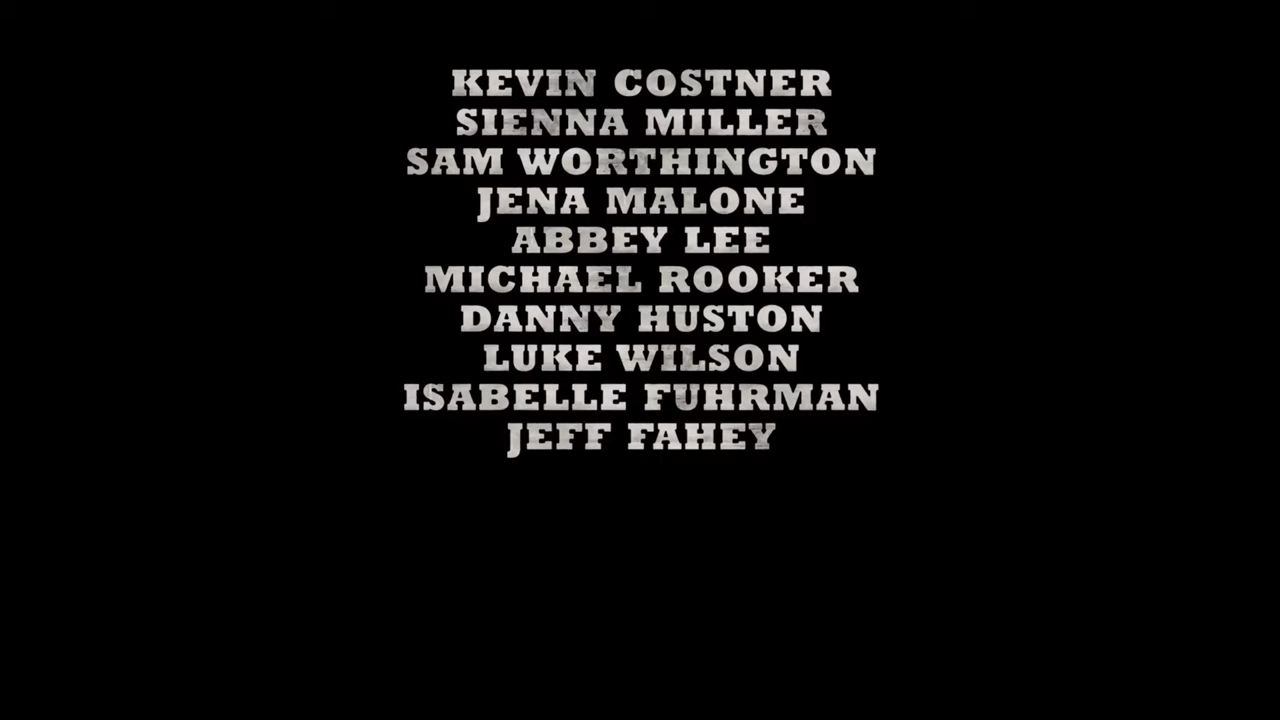 KEVIN COSTNER
SIENNA MILLER
SAM WORTHINGTON
JENA MALONE
ABBEY LEE
MICHAEL ROOKER
DANNY HUSTON
LUKE WILSON
ISABELLE FUHRMAN
JEFF FAHEY